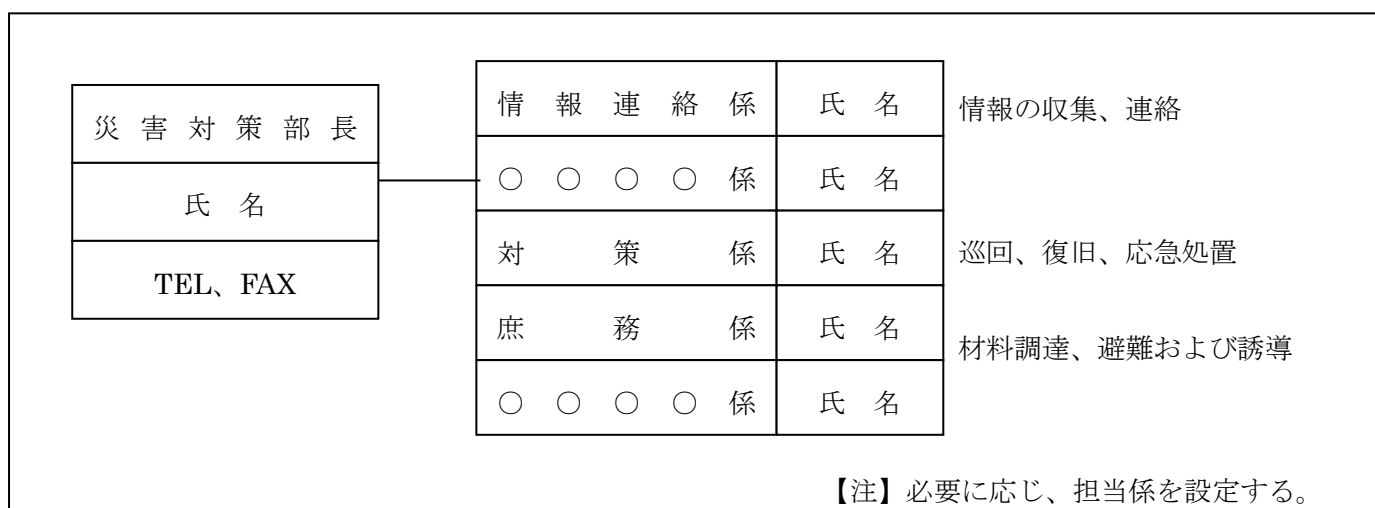 災害対策部長
氏名
TEL、FAX
情報連絡係 氏名 情報の収集、連絡
○○○○係 氏名
対策係 氏名 巡回、復旧、応急処置
庶務係 氏名 材料調達、避難および誘導
○○○○係 氏名
【注】必要に応じ、担当係を設定する。